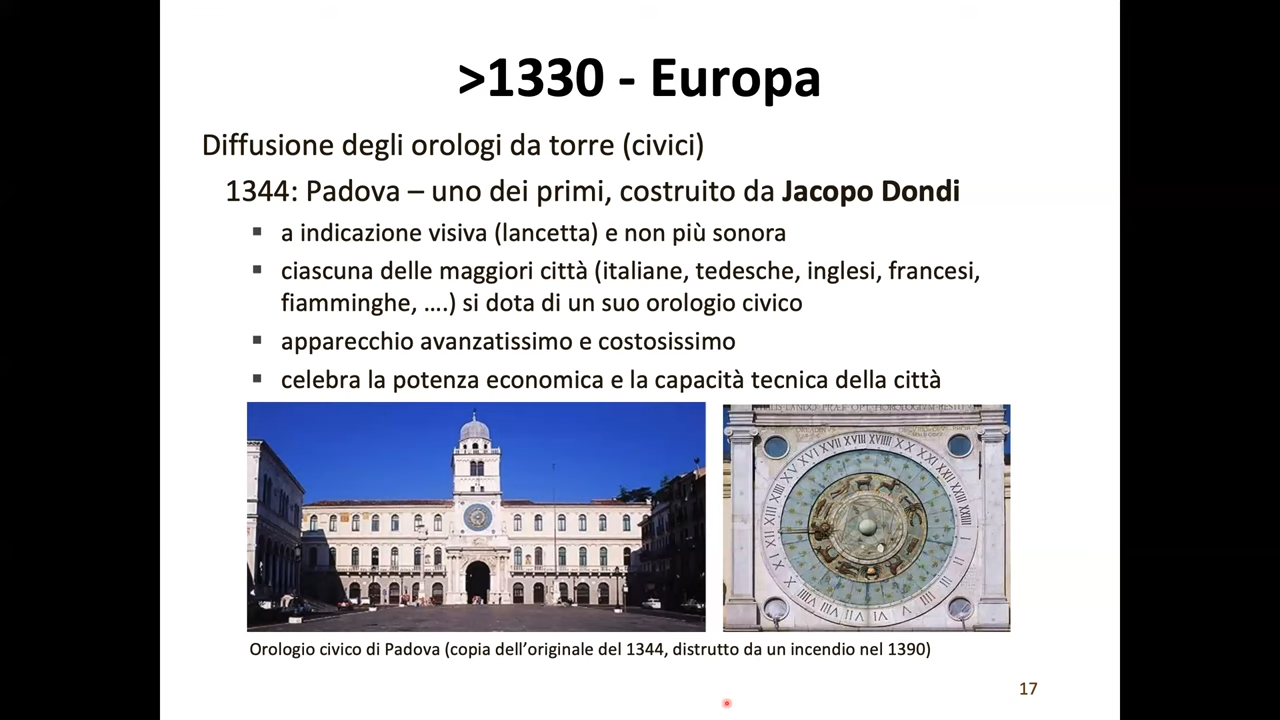 >1330 - Europa
Diffusione degli orologi da torre (civici)
1344: Padova – uno dei primi, costruito da Jacopo Dondi
▪ a indicazione visiva (lancetta) e non più sonora
▪ ciascuna delle maggiori città (italiane, tedesche, inglesi, francesi,
fiamminghe, ….) si dota di un suo orologio civico
▪ apparecchio avanzatissimo e costosissimo
▪ celebra la potenza economica e la capacità tecnica della città
Orologio civico di Padova (copia dell’originale del 1344, distrutto da un incendio nel 1390)
17